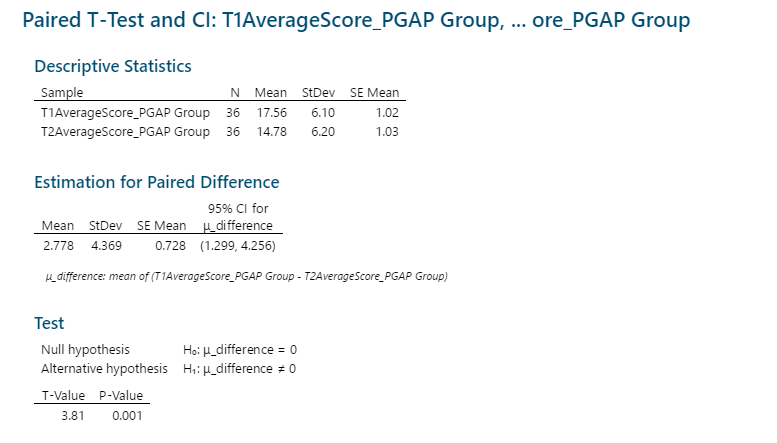 Paired T-Test and CI: T1AverageScore_PGAP Group, ... ore_PGAP Group
Descriptive Statistics
Sample N Mean StDev SE Mean
T1AverageScore_PGAP Group 36 17.56 6.10 1.02
T2AverageScore_PGAP Group 36 14.78 6.20 1.03
Estimation for Paired Difference
95% CI for
Mean StDev SE Mean μ_difference
2.778 4.369 0.728 (1.299, 4.256)
μ_difference: mean of (T1AverageScore_PGAP Group - T2AverageScore_PGAP Group)
Test
Null hypothesis H₀: μ_difference = 0
Alternative hypothesis H₁: μ_difference ≠ 0
T-Value P-Value
3.81 0.001